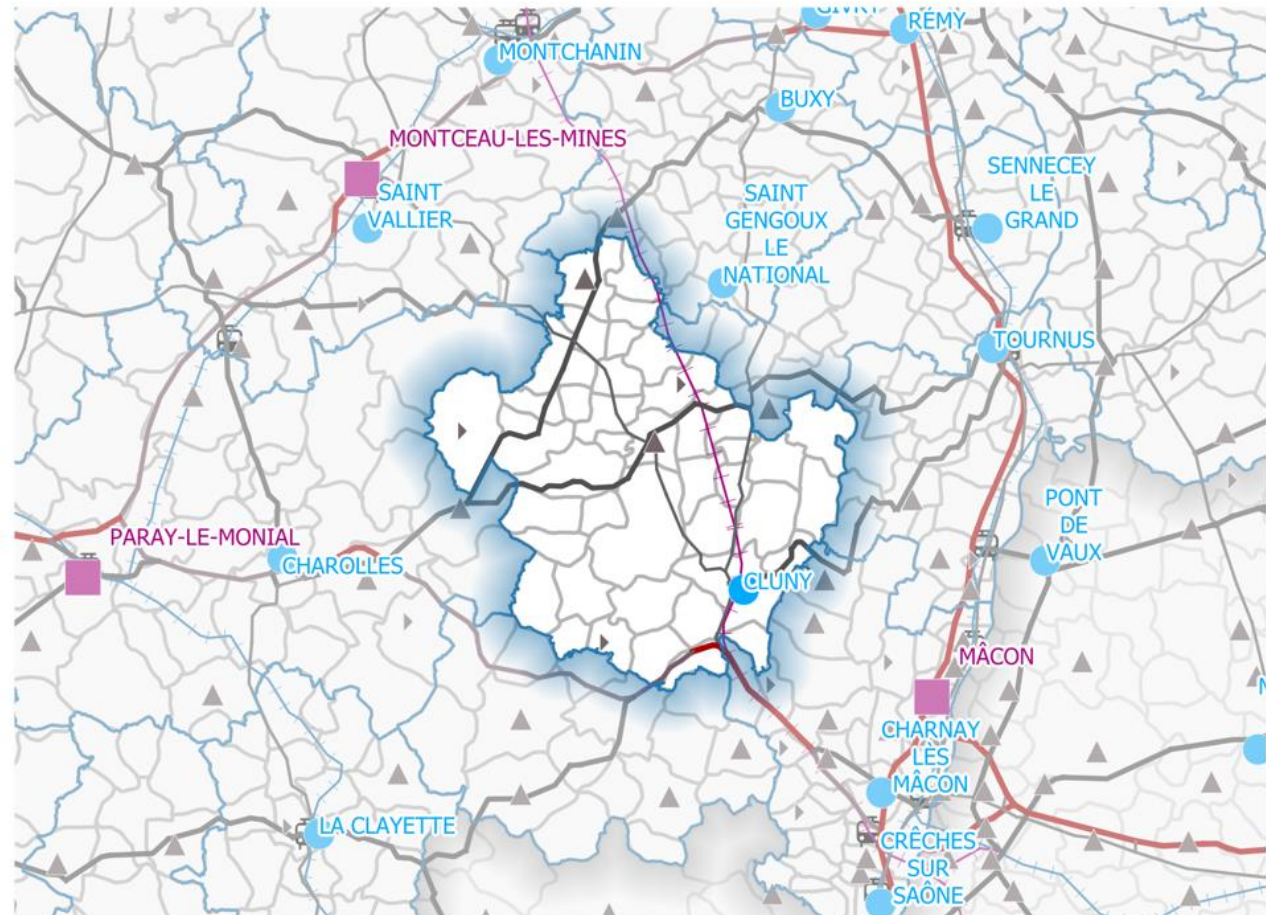 GIVRY
RÉMY
MONTCHANIN
BUXY
MONTCEAU-LES-MINES
SENNECEY
LE
GRAND
SAINT
VALLIER
SAINT
GENGOUX
LE
NATIONAL
TOURNUS
PONT
DE
VAUX
PARAY-LE-MONIAL
CHAROLLES
CLUNY
MÂCON
CHARNAY
LÈS
MÂCON
LA CLAYETTE
CRÊCHES
SUR
SAÔNE